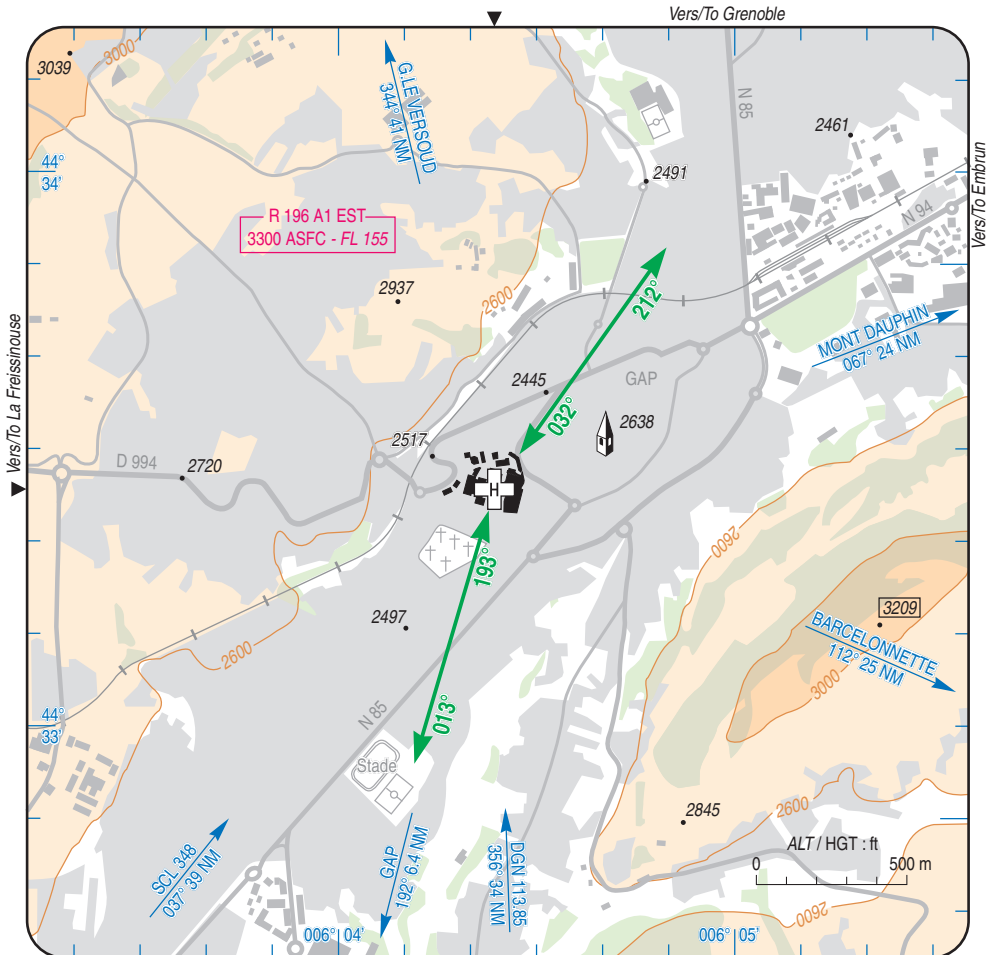 Vers/To Grenoble
3039
3000
G.LE VERSOUD
344° 41 NM
N 85
2461
44°
34'
2491
Vers/To Embrun
N 94
R 196 A1 EST
3300 ASFC - FL 155
2937
2600
212°
MONT DAUPHIN
067° 24 NM
Vers/To La Freissinouse
2445
GAP
032°
2638
2517
D 994
2720
H
193°
2600
2497
3209
BARCELONNETTE
112° 25 NM
2600
3000
44°
33'
N 85
013°
Stade
2845
2600
ALT / HGT : ft
0
500 m
SCL 348
037° 39 NM
GAP
192° 6.4 NM
DGN 113.85
356° 34 NM
2600
006° 04'
006° 05'